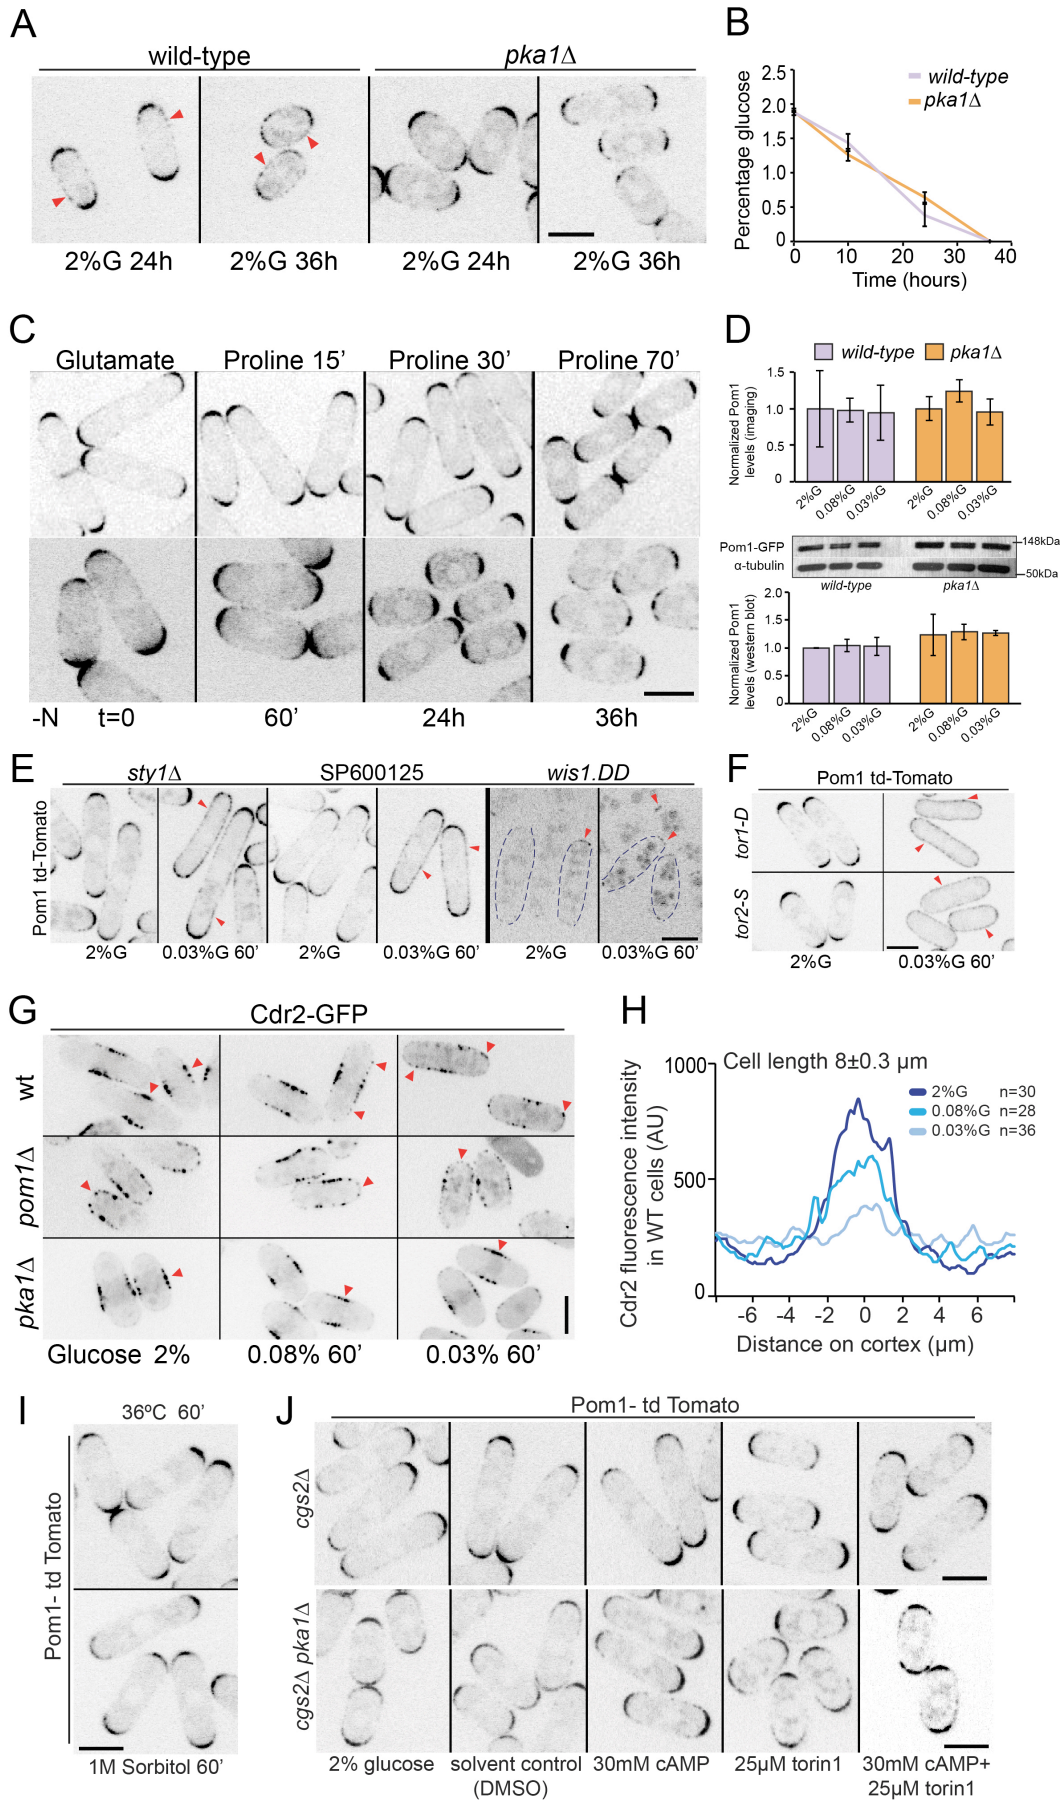 A
wild-type
pka1Δ
2%G 24h
2%G 36h
2%G 24h
2%G 36h
B
Percentage glucose
2.5
2.0
1.5
1.0
0.5
0
wild-type
pka1Δ
0
10
20
30
40
Time (hours)
C
Glutamate
Proline 15’
Proline 30’
Proline 70’
-N
t=0
60’
24h
36h
D
wild-type
pka1Δ
Normalized Pom1
levels (imaging)
1.5
1.0
0.5
0
2%G
0.08%G
0.03%G
2%G
0.08%G
0.03%G
Pom1-GFP
α-tubulin
148kDa
50kDa
wild-type
pka1Δ
Normalized Pom1
levels (western blot)
2.0
1.5
1.0
0.5
0
2%G
0.08%G
0.03%G
2%G
0.08%G
0.03%G
E
sty1Δ
SP600125
wis1.DD
Pom1 td-Tomato
2%G
0.03%G 60’
2%G
0.03%G 60’
2%G
0.03%G 60’
F
Pom1 td-Tomato
tor1-D
tor2-S
2%G
0.03%G 60’
G
Cdr2-GFP
wt
pom1Δ
pka1Δ
Glucose 2%
0.08% 60’
0.03% 60’
H
Cdr2 fluorescence intensity
in WT cells (AU)
1000
500
0
Cell length 8±0.3 µm
2%G n=30
0.08%G n=28
0.03%G n=36
-6
-4
-2
0
2
4
6
Distance on cortex (µm)
I
36ºC 60’
Pom1- td Tomato
1M Sorbitol 60’
J
Pom1- td Tomato
cgs2Δ
cgs2Δ pka1Δ
2% glucose
solvent control
(DMSO)
30mM cAMP
25µM torin1
30mM cAMP+
25µM torin1